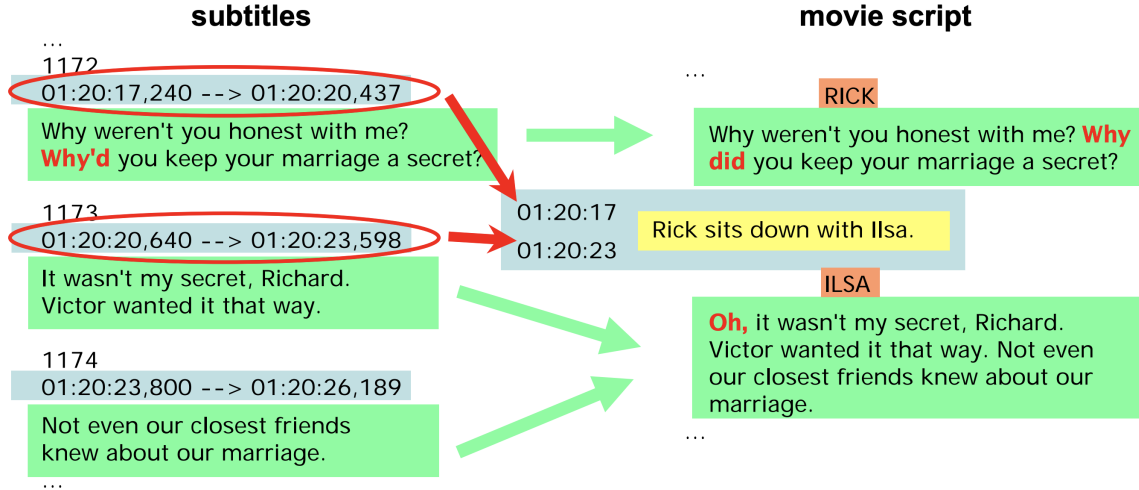 subtitles
...
1172
01:20:17,240 --> 01:20:20,437
Why weren't you honest with me?
Why'd you keep your marriage a secret?
1173
01:20:20,640 --> 01:20:23,598
It wasn't my secret, Richard.
Victor wanted it that way.
1174
01:20:23,800 --> 01:20:26,189
Not even our closest friends
knew about our marriage.
...
movie script
...
RICK
Why weren't you honest with me? Why
did you keep your marriage a secret?
01:20:17
Rick sits down with Ilsa.
01:20:23
ILSA
Oh, it wasn't my secret, Richard.
Victor wanted it that way. Not even
our closest friends knew about our
marriage.
...